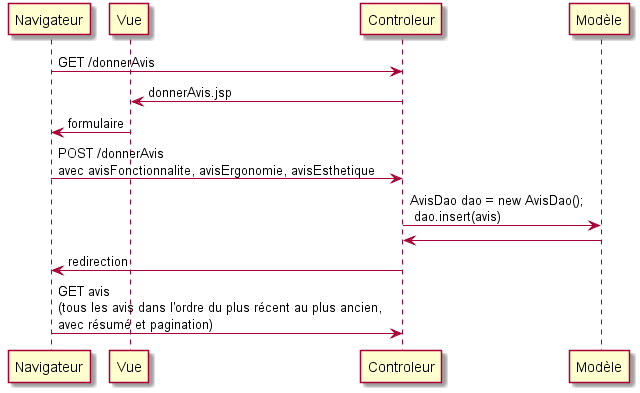 Navigateur Vue Controleur Modèle
GET /donnerAvis
donnerAvis.jsp
formulaire
POST /donnerAvis
avec avisFonctionnalite, avisErgonomie, avisEsthetique
AvisDao dao = new AvisDao();
dao.insert(avis)
redirection
GET avis
(tous les avis dans l'ordre du plus récent au plus ancien,
avec résumé et pagination)
Navigateur Vue Controleur Modèle